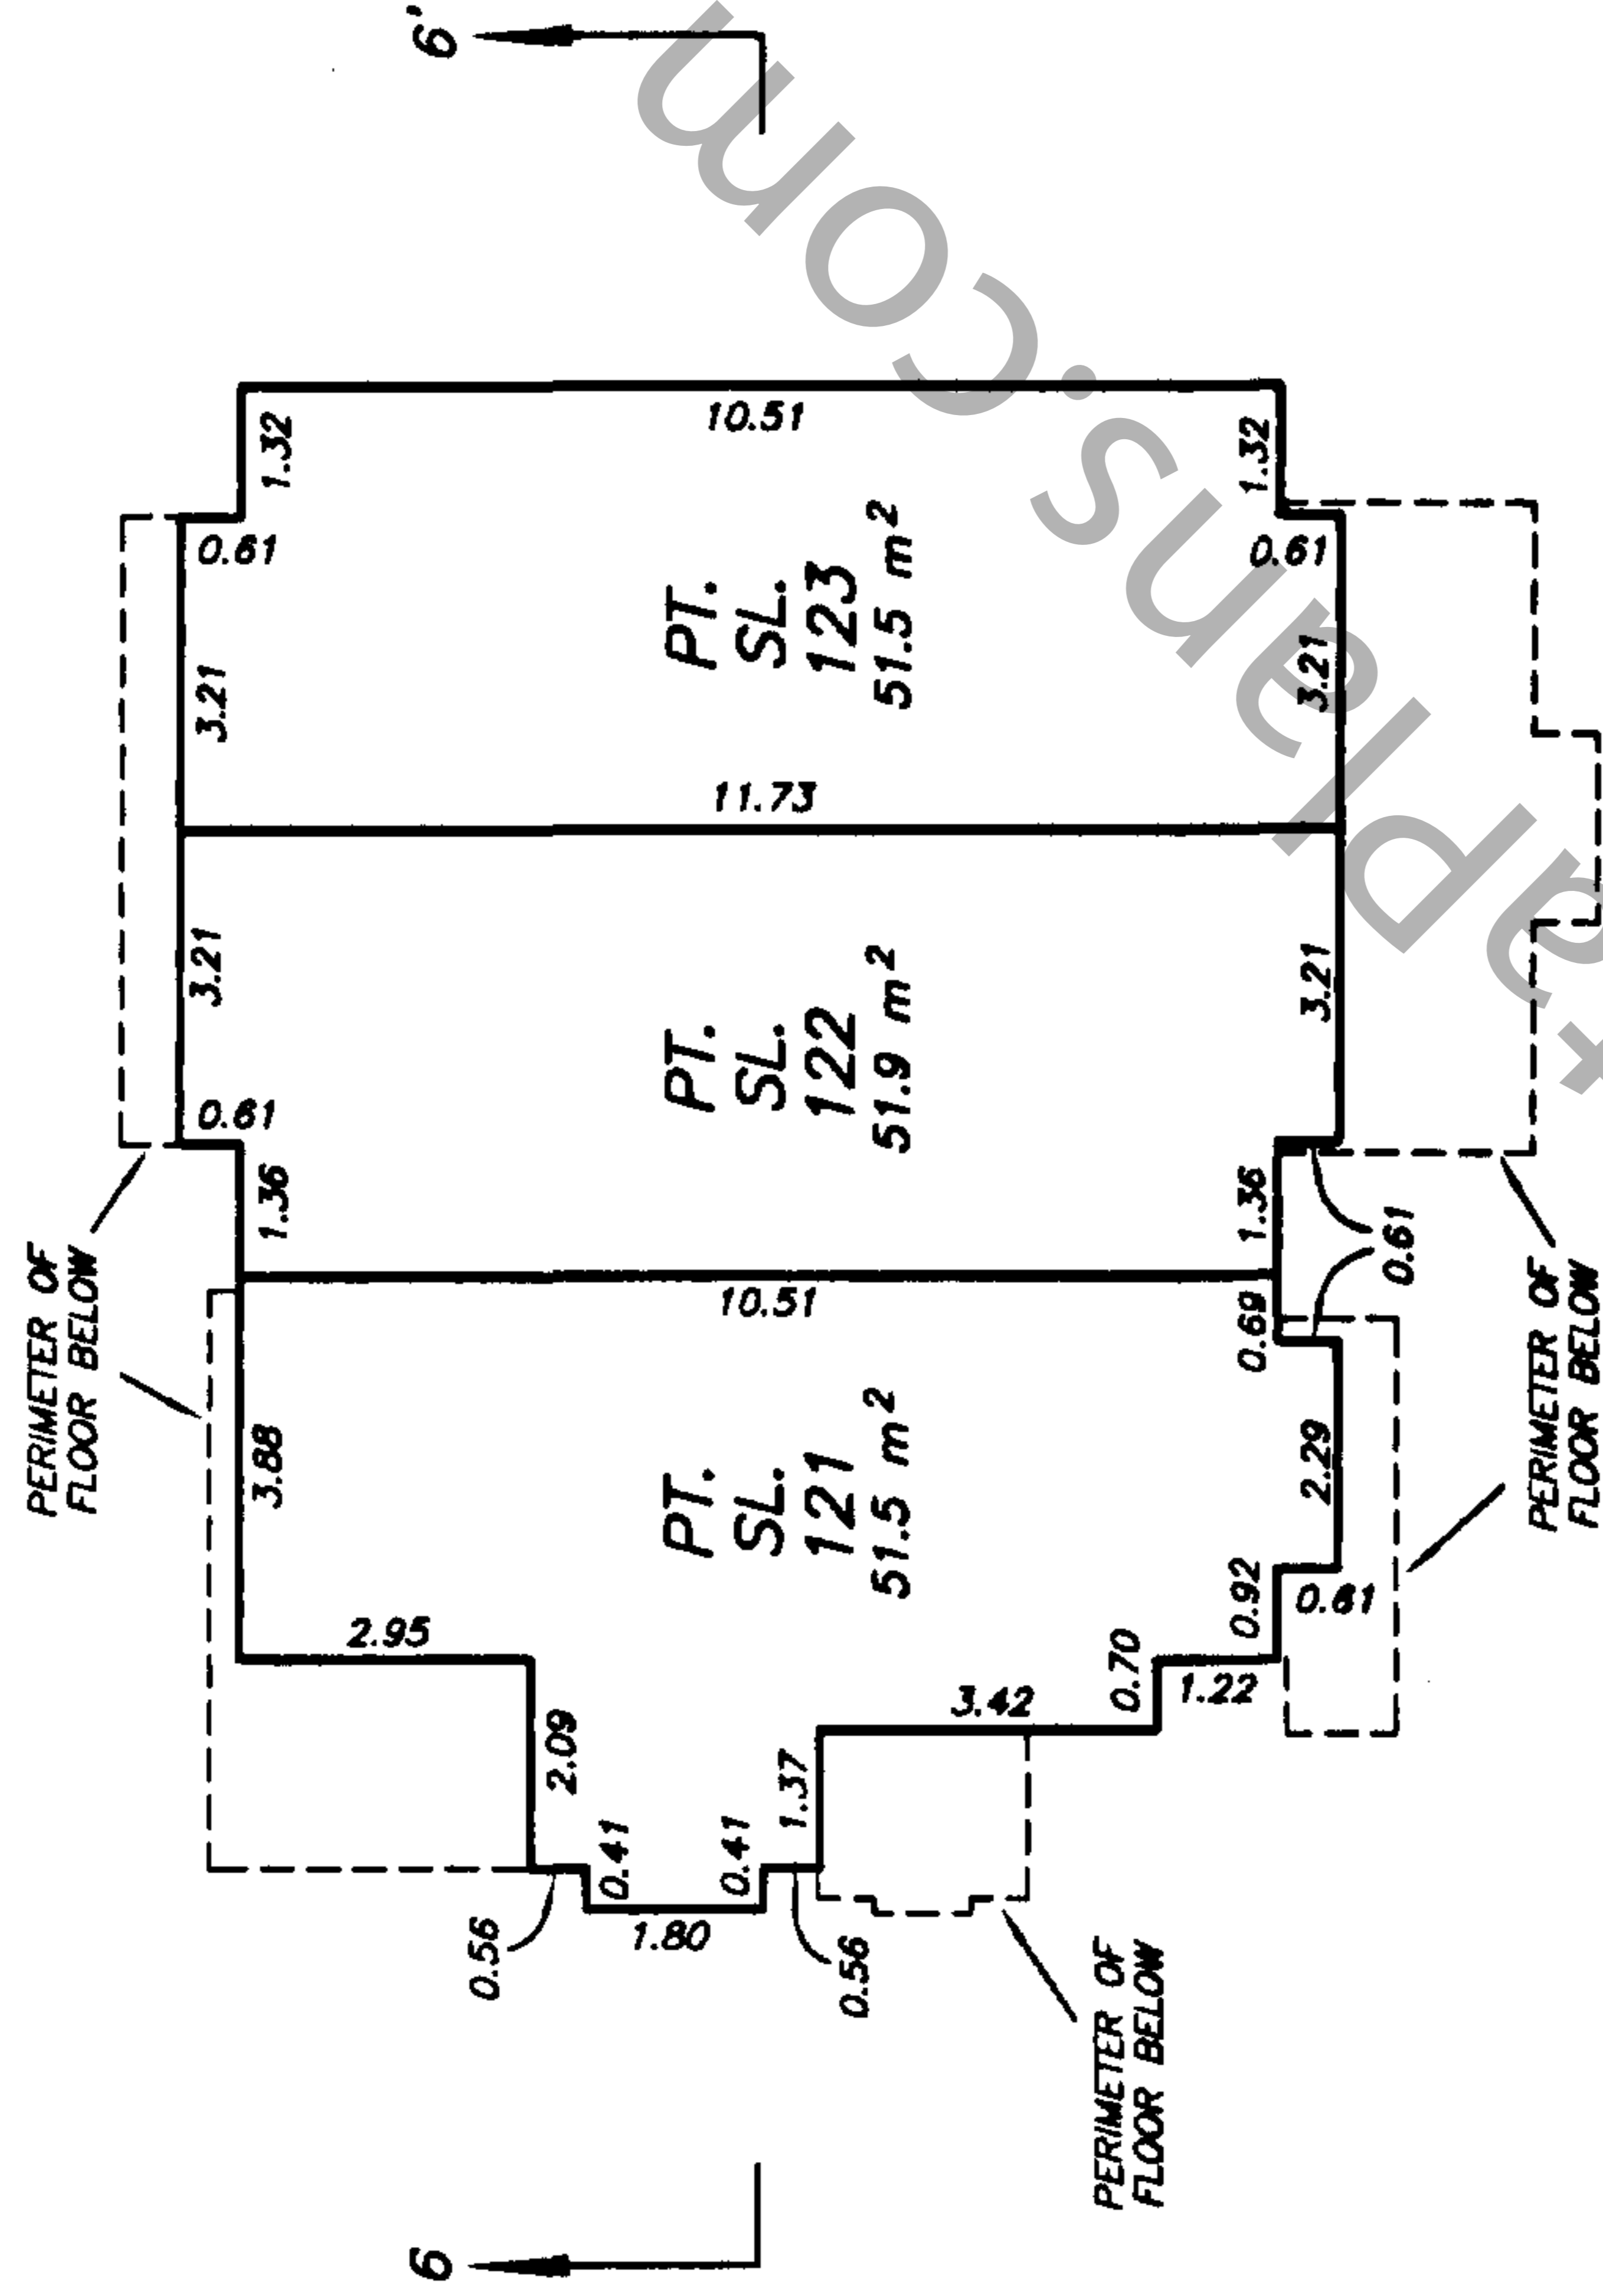 6'
10.51
1.32
1.32
0.61
0.61
PT.
SL.
123
51.5 m²
3.21
3.21
11.73
3.21
3.21
PT.
SL.
122
51.9 m²
0.61
1.36
1.36
0.61
PERIMETER OF
FLOOR BELOW
PERIMETER OF
FLOOR BELOW
10.51
0.69
3.88
2.29
PT.
SL.
121
51.5 m²
0.92
0.61
2.95
0.70
1.22
3.42
2.09
1.37
0.41
0.41
1.80
0.56
0.56
PERIMETER OF
FLOOR BELOW
6